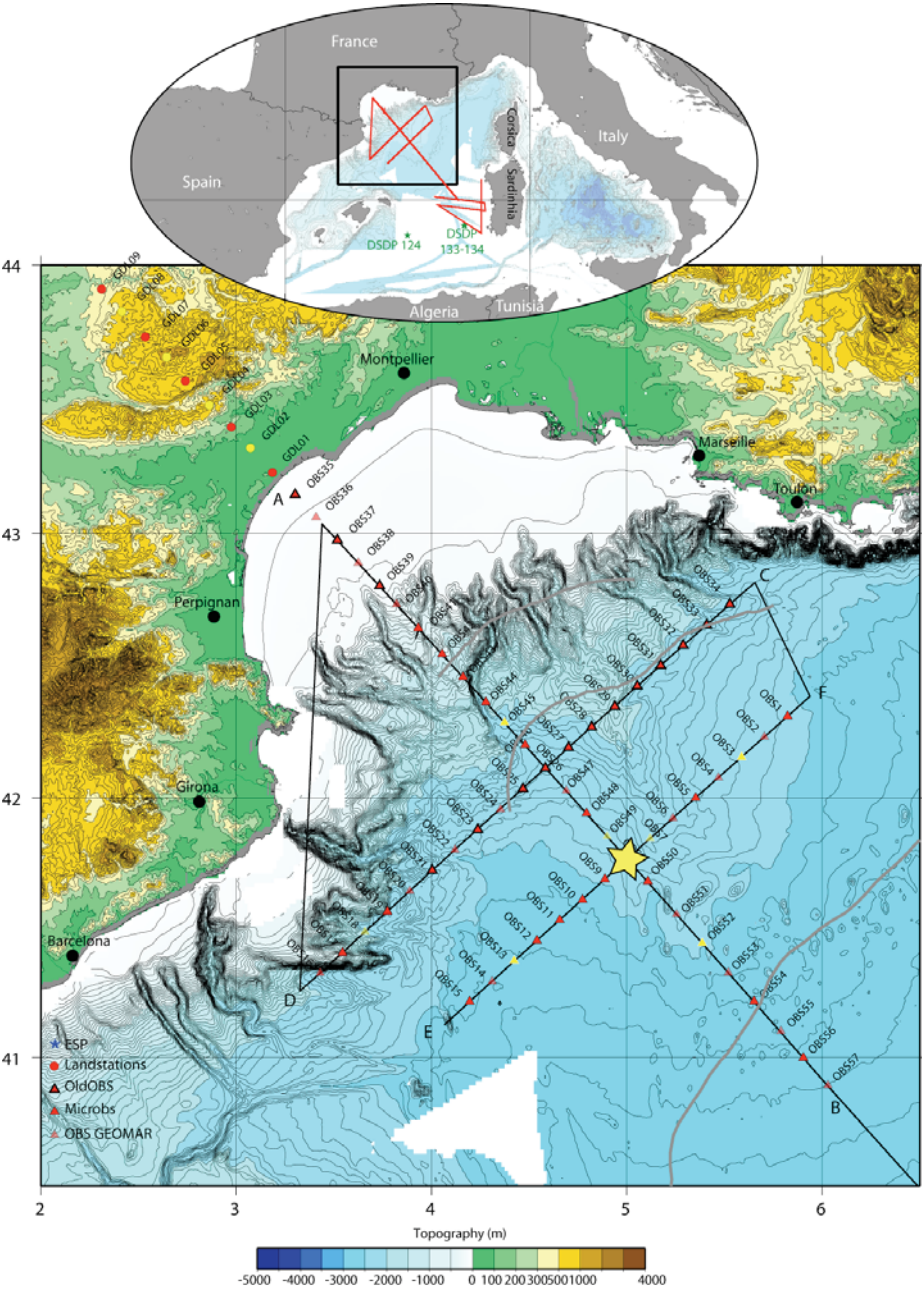 France
Italy
Spain
Corsica
Sardinhia
DSDP 124
DSDP
133-134
Algeria
Tunisia
44
43
42
41
GDL09
GDL08
GDL07
GDL06
GDL05
GDL04
GDL03
GDL02
GDL01
Montpellier
Marseille
Toulon
Perpignan
Girona
Barcelona
A
OBS35
OBS36
OBS37
OBS38
OBS39
OBS40
OBS44
OBS45
OBS47
OBS48
OBS49
OBS50
OBS51
OBS52
OBS53
OBS54
OBS55
OBS56
OBS57
B
C
OBS34
OBS33
OBS32
OBS31
OBS29
OBS28
OBS27
OBS24
OBS23
OBS22
OBS21
OBS20
D
F
OBS1
OBS2
OBS3
OBS4
OBS5
OBS6
OBS9
OBS10
OBS11
OBS12
OBS13
OBS14
OBS15
E
ESP
Landstations
OldOBS
Microbs
OBS GEOMAR
2 3 4 5 6
Topography (m)
-5000 -4000 -3000 -2000 -1000 0 100 200 300 500 1000 4000